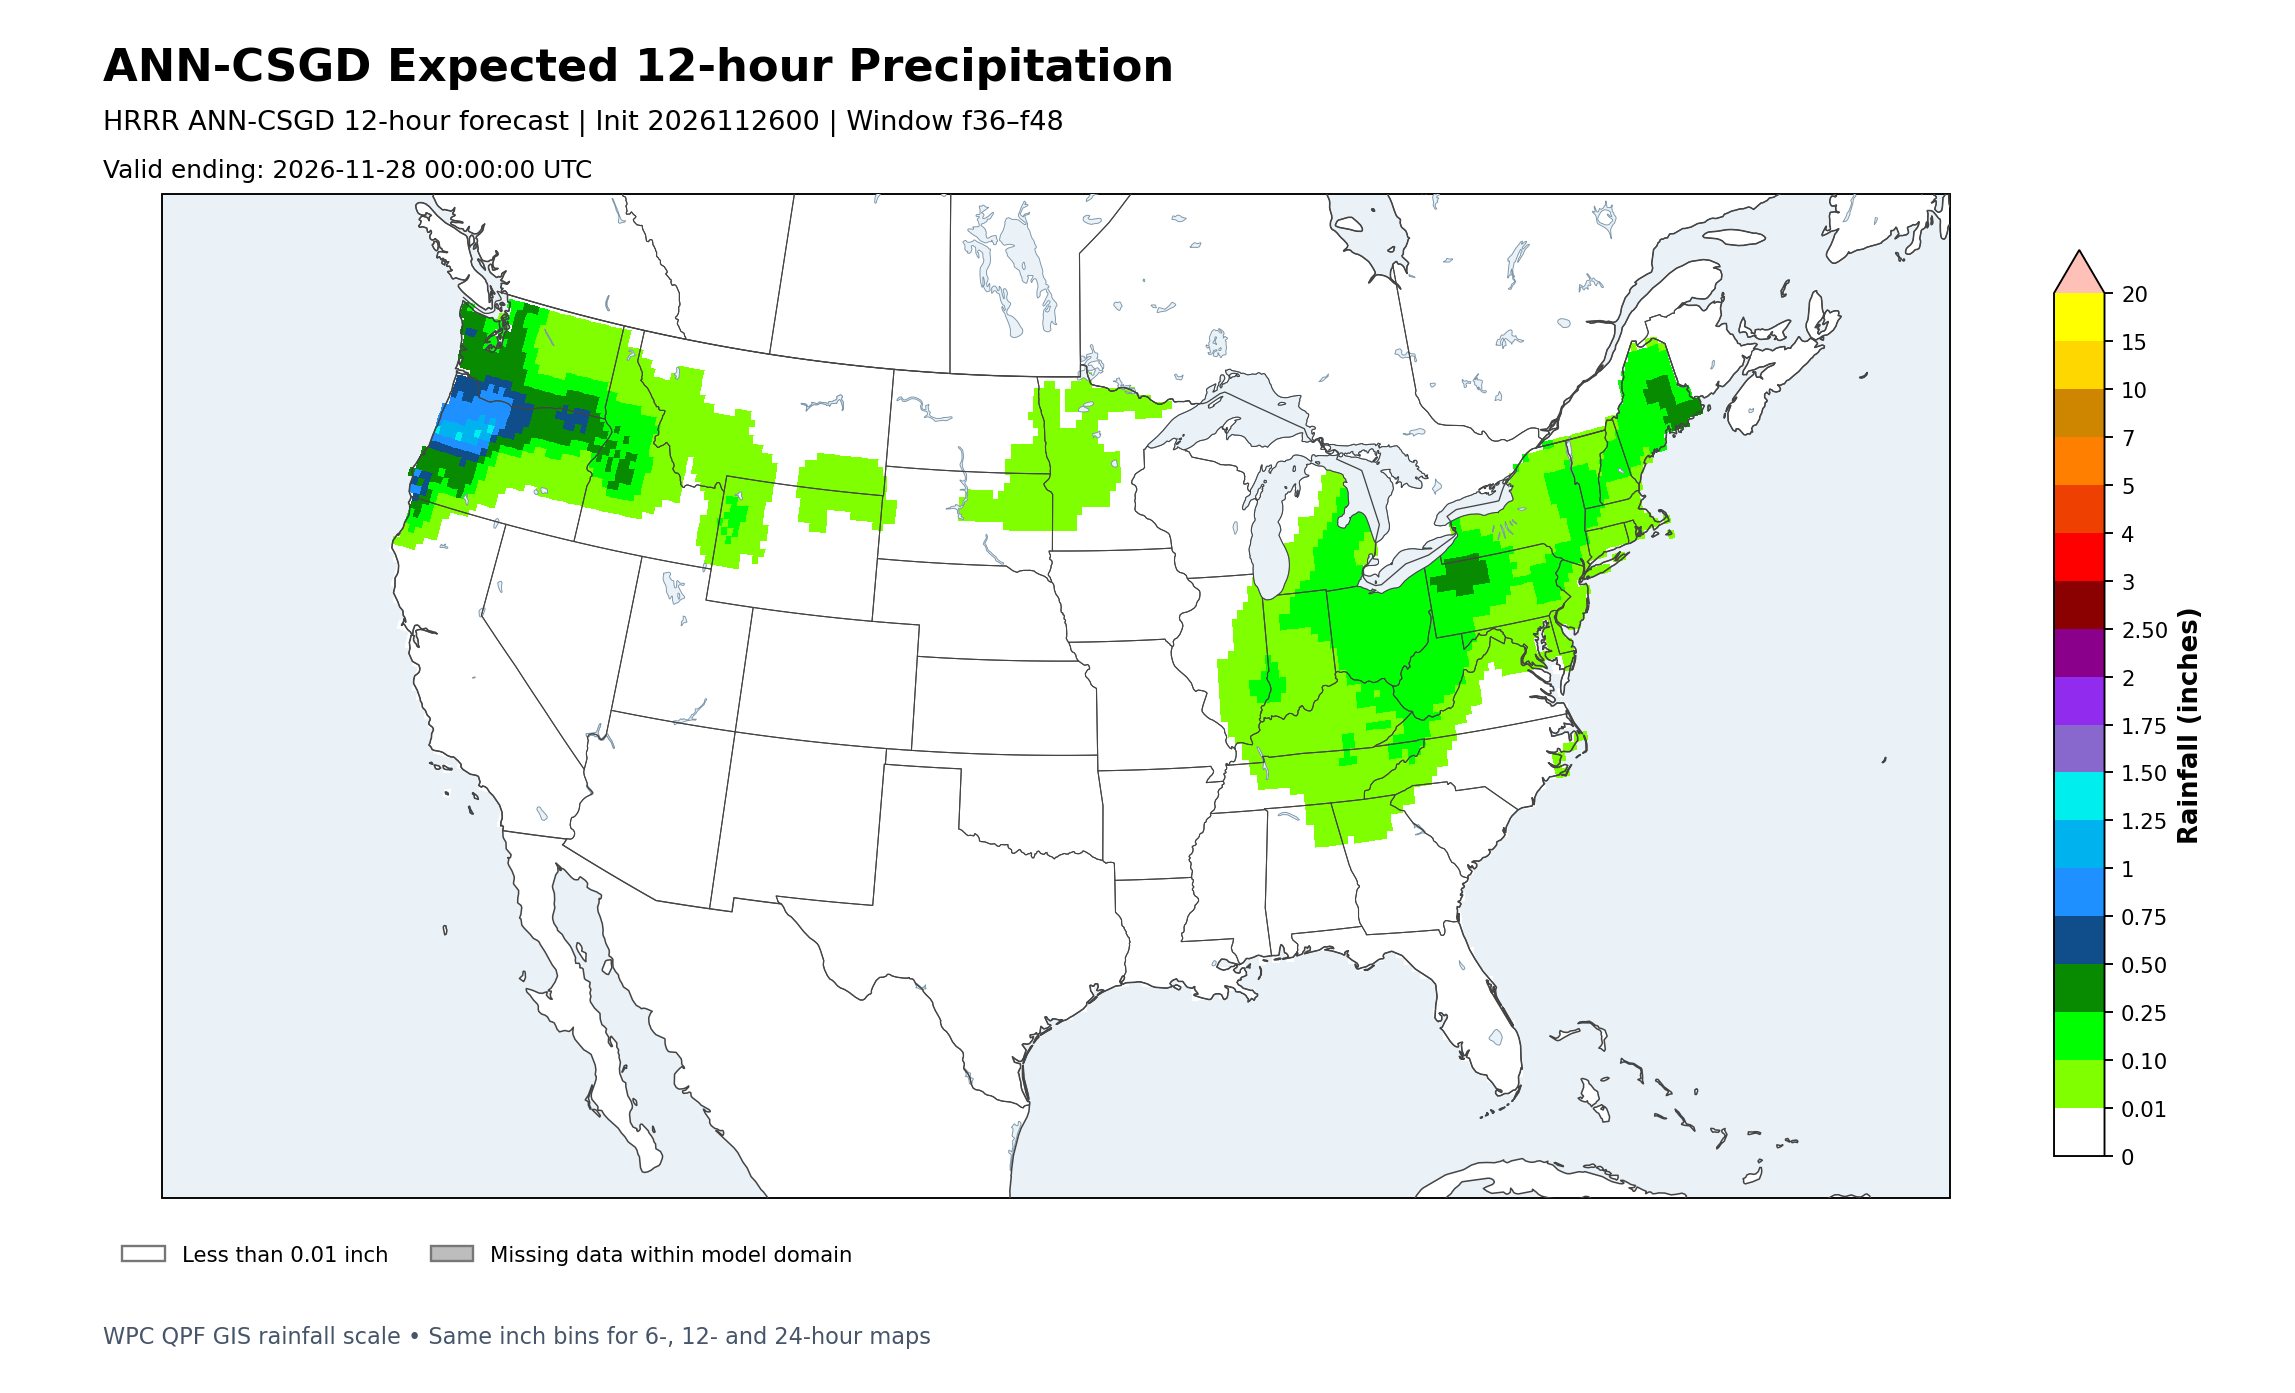 ANN-CSGD Expected 12-hour Precipitation
HRRR ANN-CSGD 12-hour forecast | Init 2026112600 | Window f36–f48
Valid ending: 2026-11-28 00:00:00 UTC
20
15
10
7
5
4
3
2.50
2
1.75
1.50
1.25
1
0.75
0.50
0.25
0.10
0.01
0
Rainfall (inches)
Less than 0.01 inch
Missing data within model domain
WPC QPF GIS rainfall scale • Same inch bins for 6-, 12- and 24-hour maps